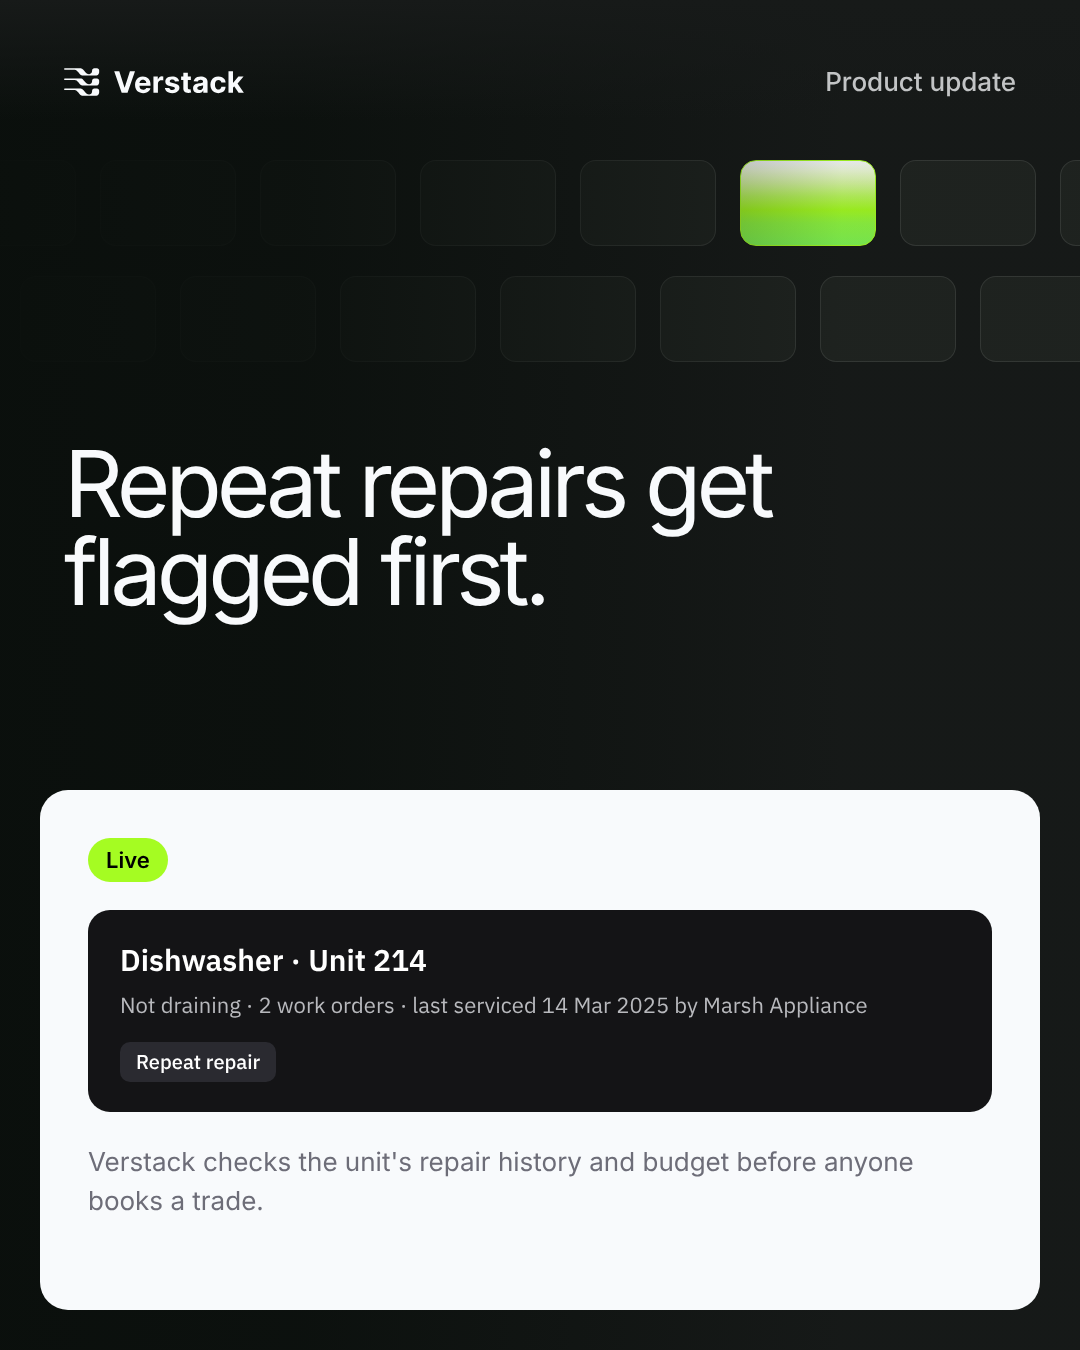 Verstack
Product update
Repeat repairs get
flagged first.
Live
Dishwasher · Unit 214
Not draining · 2 work orders · last serviced 14 Mar 2025 by Marsh Appliance
Repeat repair
Verstack checks the unit's repair history and budget before anyone
books a trade.